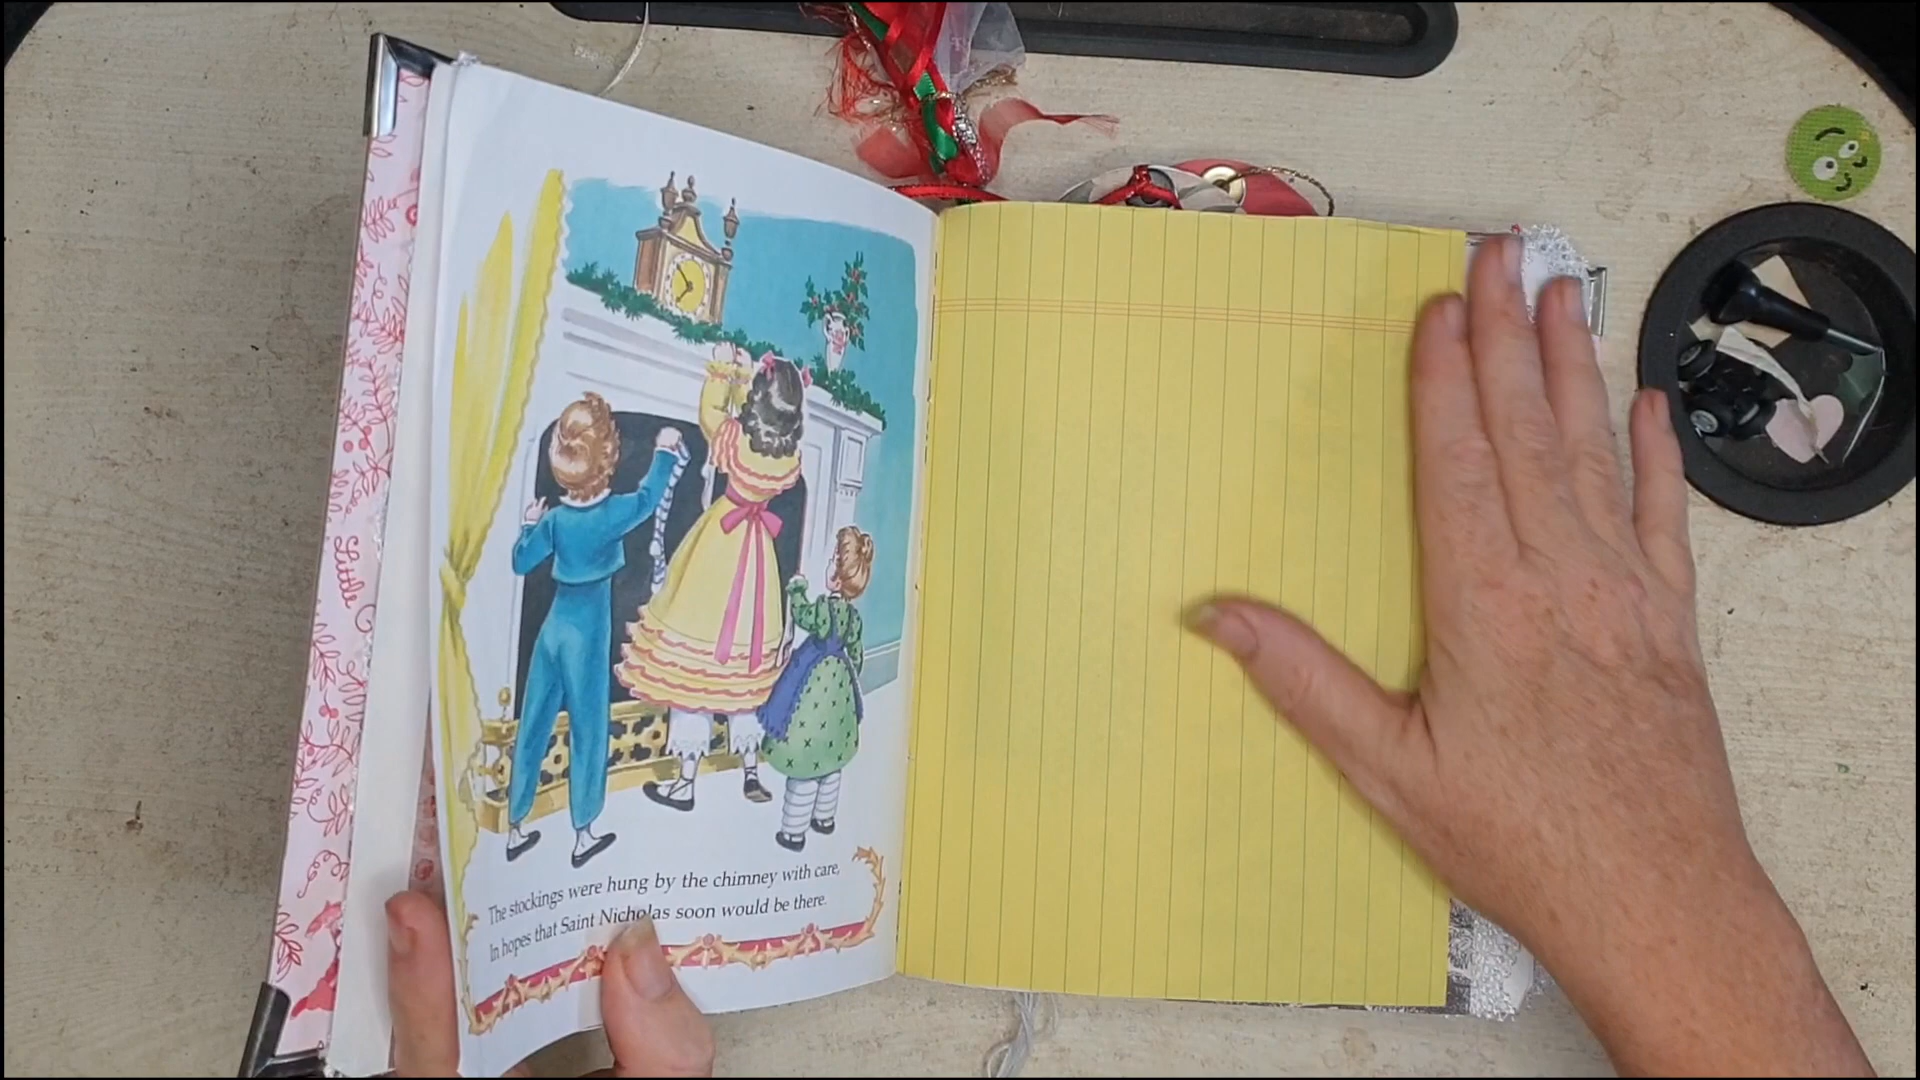 Little
The stockings were hung by the chimney with care,
In hopes that Saint Nicholas soon would be there.